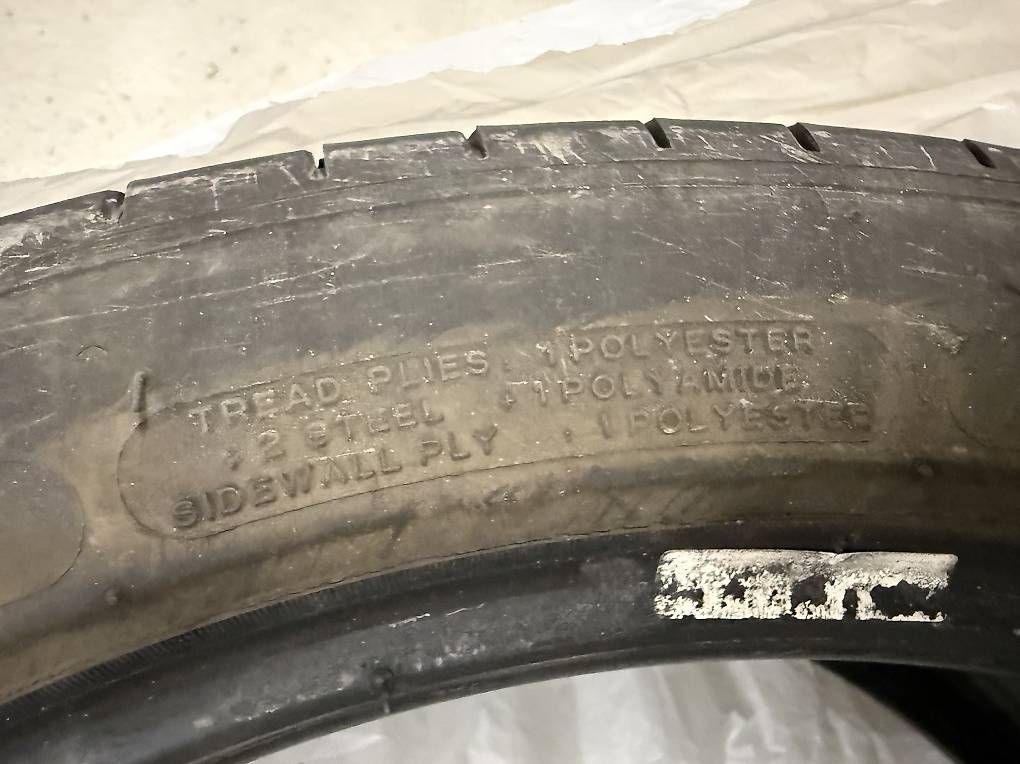 TREAD PLIES : 1 POLYESTER
+ 2 STEEL + 1 POLYAMIDE
SIDEWALL PLY : 1 POLYESTER